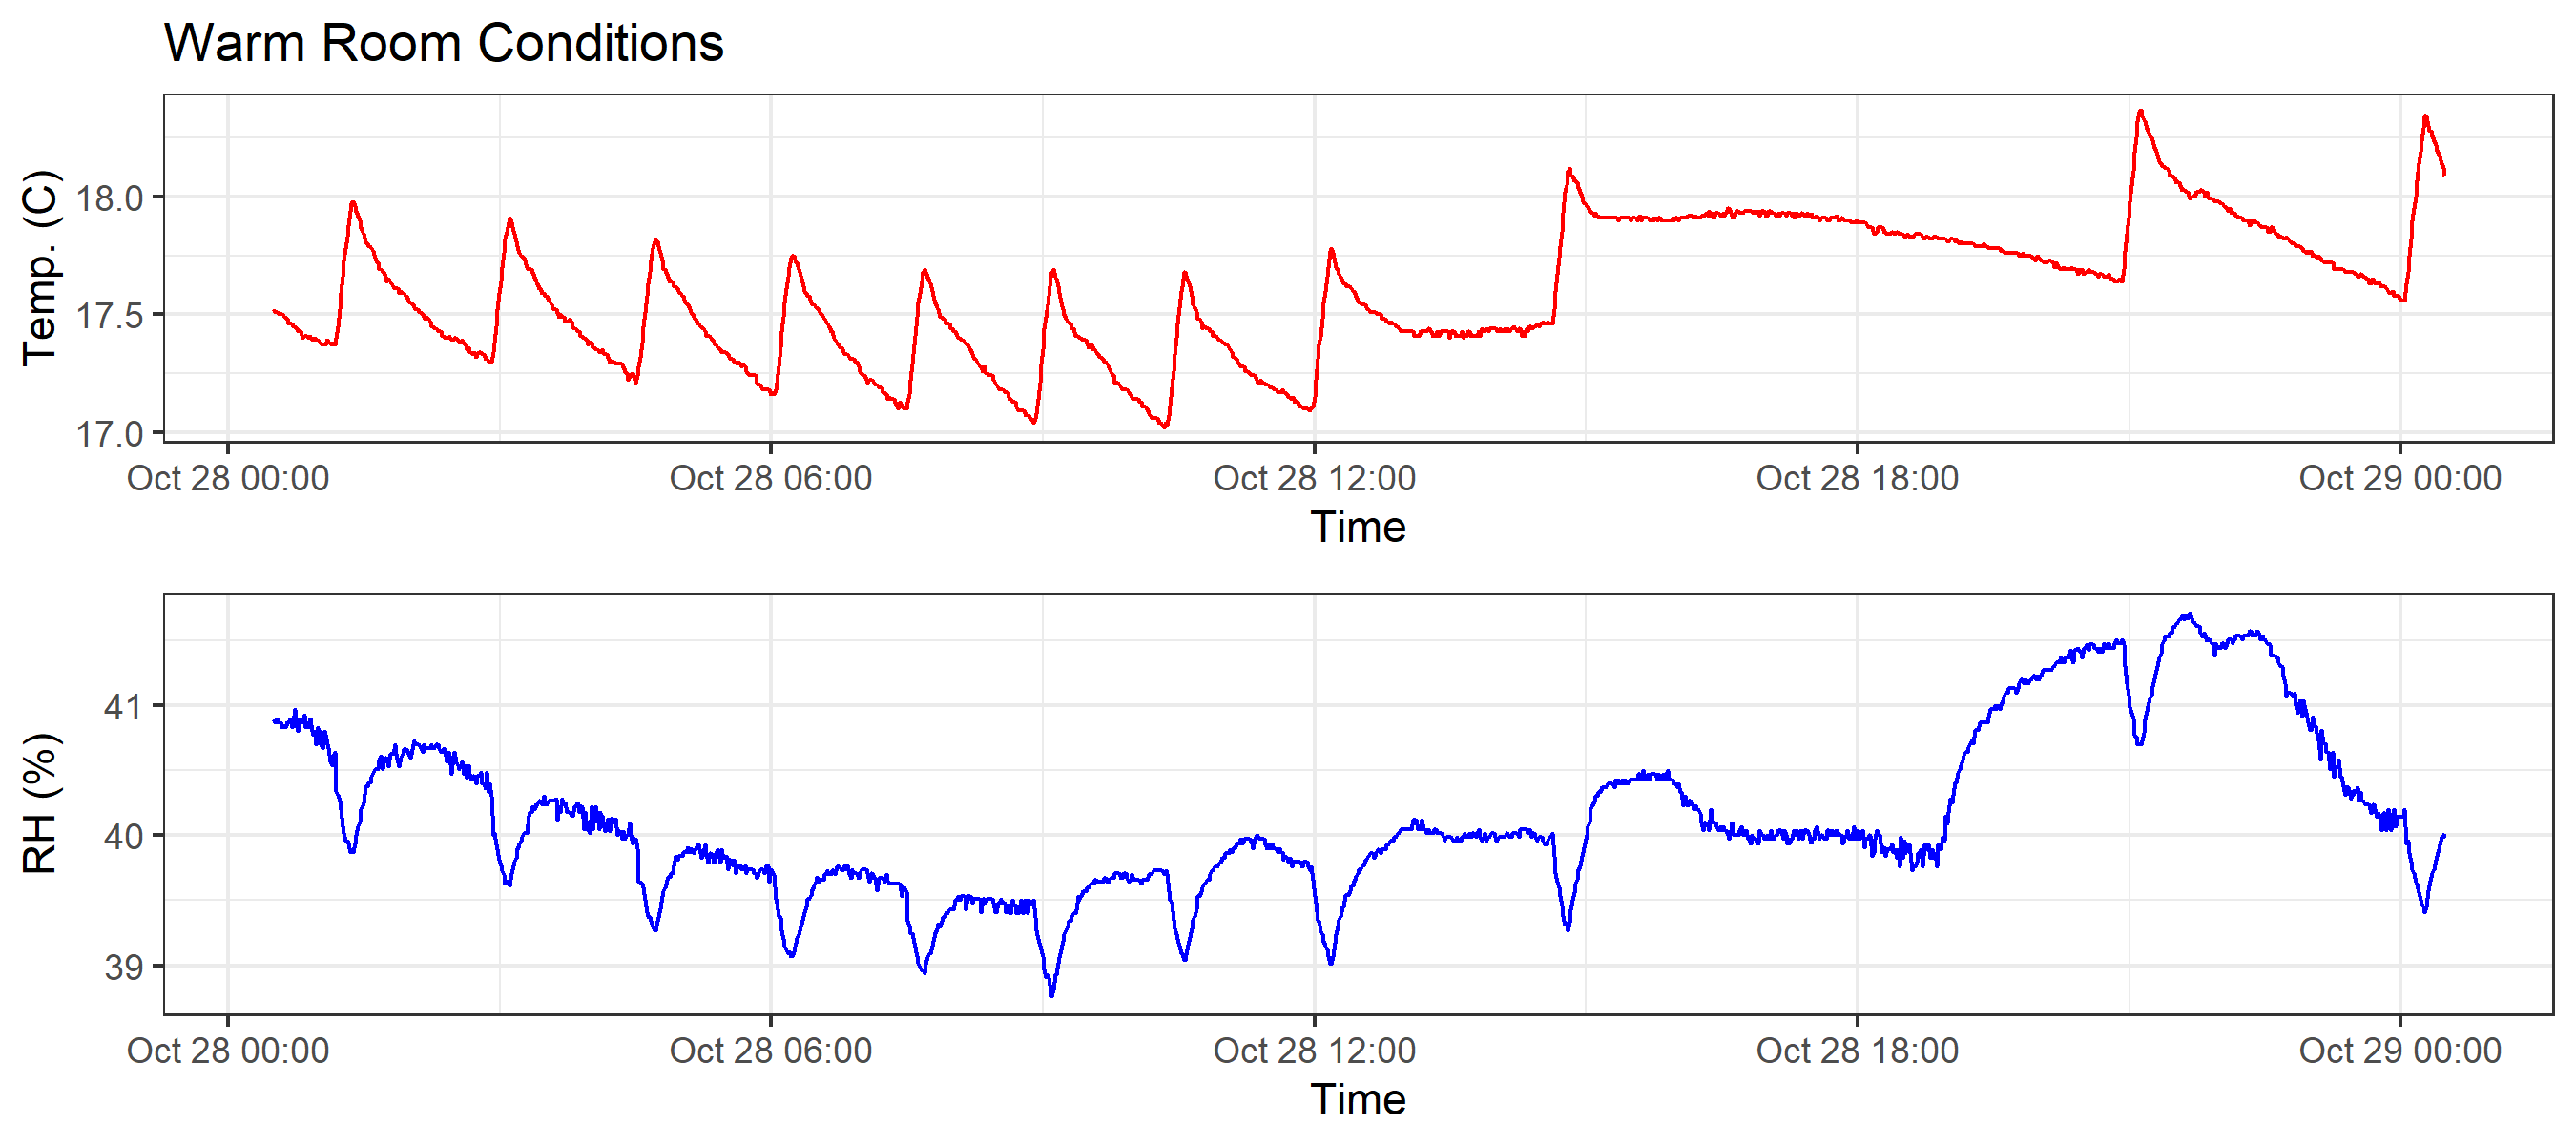 Warm Room Conditions
Temp. (C)
18.0
17.5
17.0
Oct 28 00:00 Oct 28 06:00 Oct 28 12:00 Oct 28 18:00 Oct 29 00:00
Time
RH (%)
41
40
39
Oct 28 00:00 Oct 28 06:00 Oct 28 12:00 Oct 28 18:00 Oct 29 00:00
Time